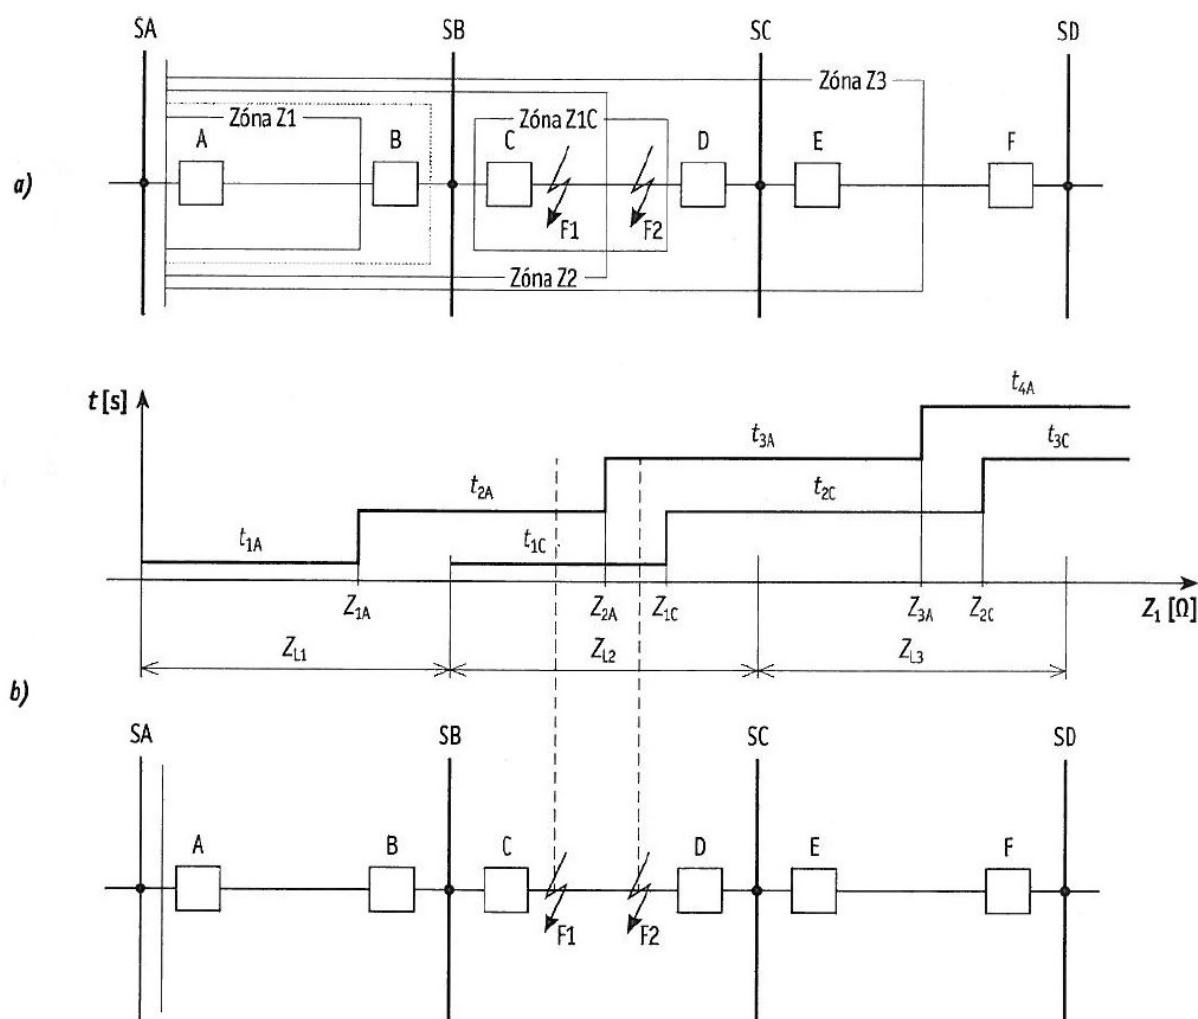 SA SB SC SD
Zóna Z3
Zóna Z1 Zóna Z1C
A B C D E F
a)
F1 F2
Zóna Z2
t [s]
t4A
t3A t3C
t2A t2C
t1A t1C
Z1A Z2A Z1C Z3A Z2C Z1 [Ω]
ZL1 ZL2 ZL3
b)
SA SB SC SD
A B C D E F
F1 F2